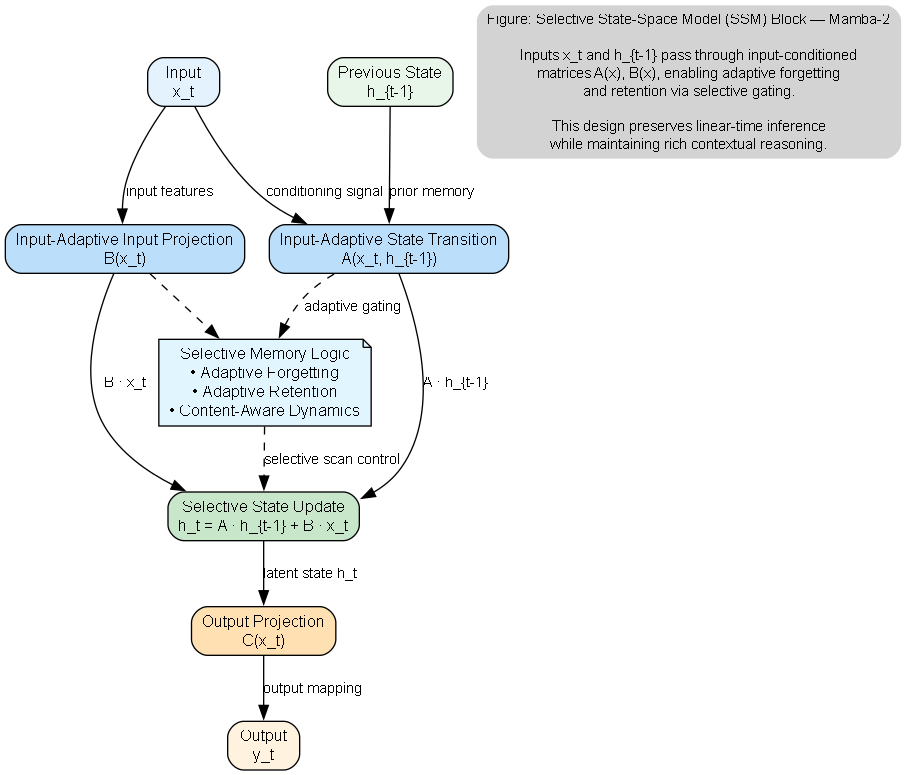 Figure: Selective State-Space Model (SSM) Block — Mamba-2
Inputs x_t and h_{t-1} pass through input-conditioned
matrices A(x), B(x), enabling adaptive forgetting
and retention via selective gating.
This design preserves linear-time inference
while maintaining rich contextual reasoning.
Input
x_t
Previous State
h_{t-1}
input features
conditioning signal
prior memory
Input-Adaptive Input Projection
B(x_t)
Input-Adaptive State Transition
A(x_t, h_{t-1})
adaptive gating
Selective Memory Logic
• Adaptive Forgetting
• Adaptive Retention
• Content-Aware Dynamics
B · x_t
A · h_{t-1}
selective scan control
Selective State Update
h_t = A · h_{t-1} + B · x_t
latent state h_t
Output Projection
C(x_t)
output mapping
Output
y_t